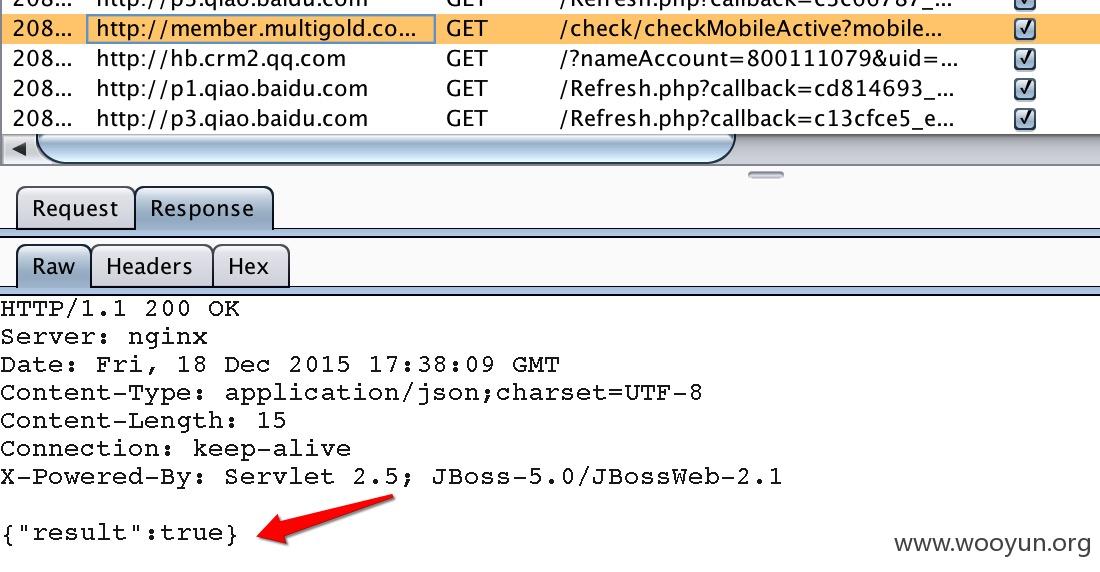 http://p3.qiao.baidu.com GET /Refresh.php?callback=c3c66787_...
208... http://member.multigold.co... GET /check/checkMobileActive?mobile...
208... http://hb.crm2.qq.com GET /?nameAccount=800111079&uid=...
208... http://p1.qiao.baidu.com GET /Refresh.php?callback=cd814693_...
208... http://p3.qiao.baidu.com GET /Refresh.php?callback=c13cfce5_e...
Request Response
Raw Headers Hex
HTTP/1.1 200 OK
Server: nginx
Date: Fri, 18 Dec 2015 17:38:09 GMT
Content-Type: application/json;charset=UTF-8
Content-Length: 15
Connection: keep-alive
X-Powered-By: Servlet 2.5; JBoss-5.0/JBossWeb-2.1
{"result":true}
www.wooyun.org